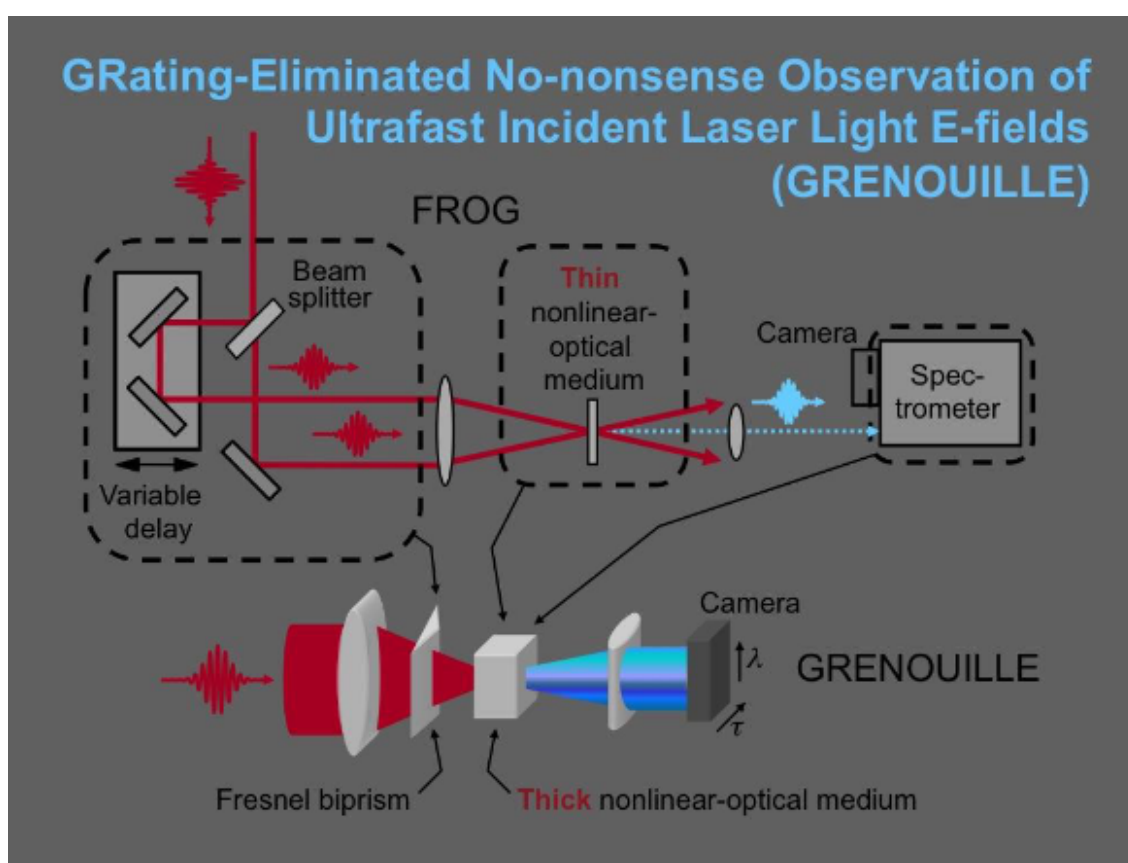 GRating-Eliminated No-nonsense Observation of
Ultrafast Incident Laser Light E-fields
(GRENOUILLE)
FROG
Beam
splitter
Thin
nonlinear-
optical
medium
Camera
Spec-
trometer
Variable
delay
Camera
λ
GRENOUILLE
τ
Fresnel biprism
Thick nonlinear-optical medium